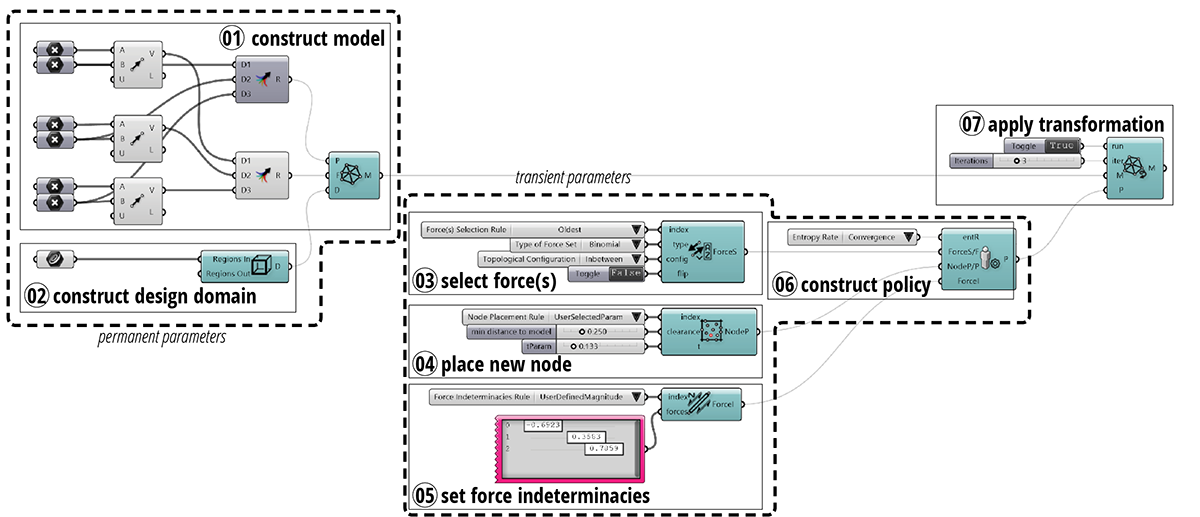 01 construct model
A
B
U
V
L
D1
D2
D3
R
A
B
U
V
L
D1
D2
D3
R
A
B
U
V
L
P
F
D
M
Regions In
Regions Out
D
02 construct design domain
permanent parameters
transient parameters
Force(s) Selection Rule Oldest
Type of Force Set Binomial
Topological Configuration Inbetween
Toggle False
index
type
config
flip
ForceS
03 select force(s)
Node Placement Rule UserSelectedParam
min distance to model 0.250
tParam 0.133
index
clearance
t
NodeP
04 place new node
Force Indeterminacies Rule UserDefinedMagnitude
index
forces
ForceI
0 -0.6923
1 0.3583
2 0.7059
05 set force indeterminacies
Entropy Rate Convergence
entR
ForceS/F
NodeP/P
ForceI
P
06 construct policy
07 apply transformation
Toggle True
Iterations 3
run
iter
M
P
M